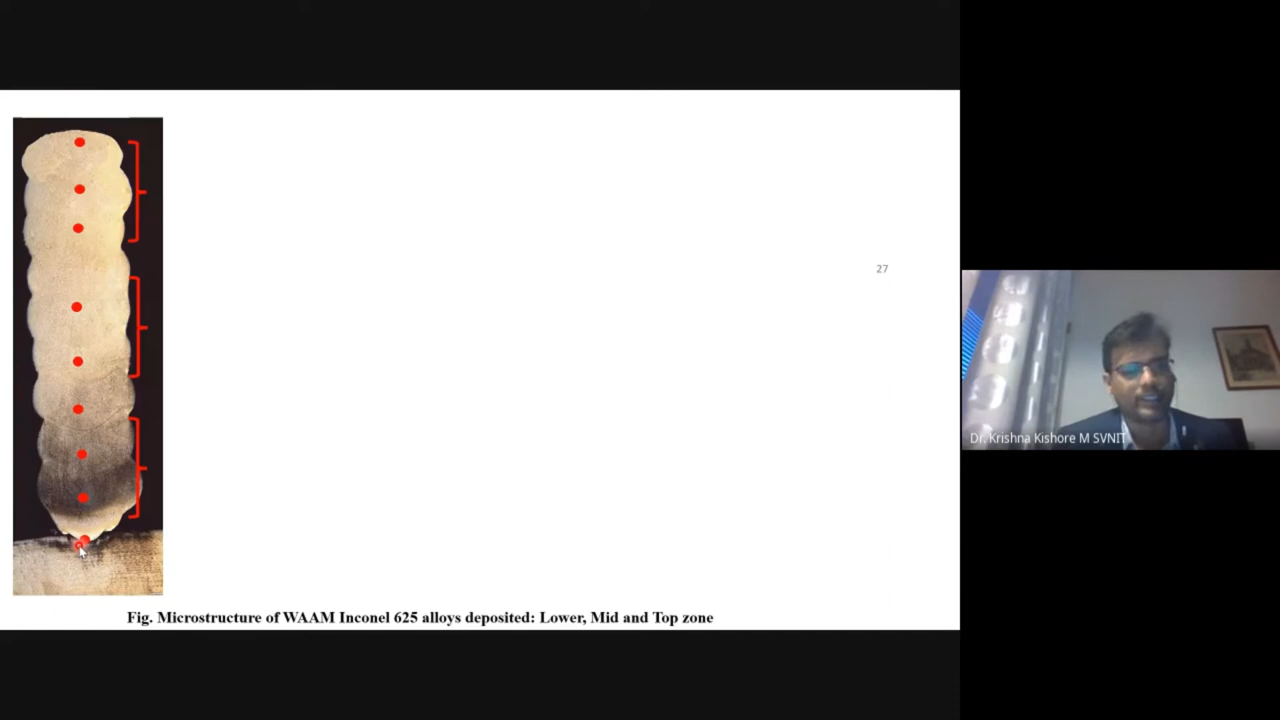 27
Dr. Krishna Kishore M SVNIT
Fig. Microstructure of WAAM Inconel 625 alloys deposited: Lower, Mid and Top zone